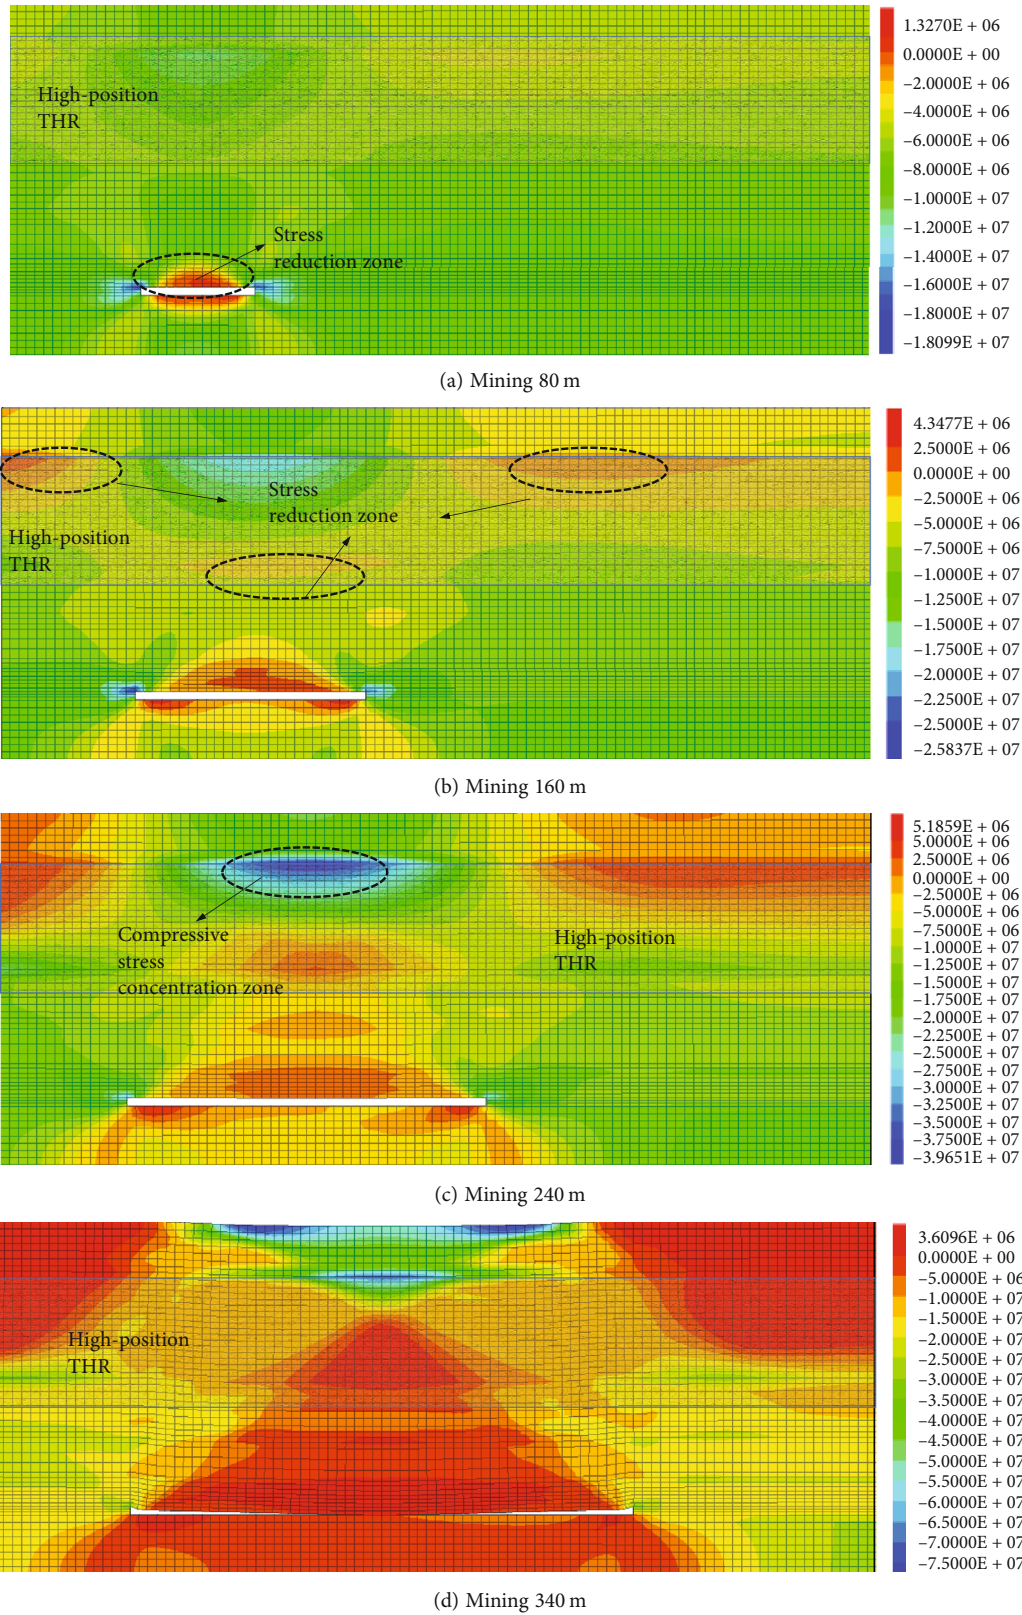 High-position
THR
Stress
reduction zone
1.3270E + 06
0.0000E + 00
−2.0000E + 06
−4.0000E + 06
−6.0000E + 06
−8.0000E + 06
−1.0000E + 07
−1.2000E + 07
−1.4000E + 07
−1.6000E + 07
−1.8000E + 07
−1.8099E + 07
(a) Mining 80 m
Stress
reduction zone
High-position
THR
4.3477E + 06
2.5000E + 06
0.0000E + 00
−2.5000E + 06
−5.0000E + 06
−7.5000E + 06
−1.0000E + 07
−1.2500E + 07
−1.5000E + 07
−1.7500E + 07
−2.0000E + 07
−2.2500E + 07
−2.5000E + 07
−2.5837E + 07
(b) Mining 160 m
Compressive
stress
concentration zone
High-position
THR
5.1859E + 06
5.0000E + 06
2.5000E + 06
0.0000E + 00
−2.5000E + 06
−5.0000E + 06
−7.5000E + 06
−1.0000E + 07
−1.2500E + 07
−1.5000E + 07
−1.7500E + 07
−2.0000E + 07
−2.2500E + 07
−2.5000E + 07
−2.7500E + 07
−3.0000E + 07
−3.2500E + 07
−3.5000E + 07
−3.7500E + 07
−3.9651E + 07
(c) Mining 240 m
High-position
THR
3.6096E + 06
0.0000E + 00
−5.0000E + 06
−1.0000E + 07
−1.5000E + 07
−2.0000E + 07
−2.5000E + 07
−3.0000E + 07
−3.5000E + 07
−4.0000E + 07
−4.5000E + 07
−5.0000E + 07
−5.5000E + 07
−6.0000E + 07
−6.5000E + 07
−7.0000E + 07
−7.5000E + 07
(d) Mining 340 m